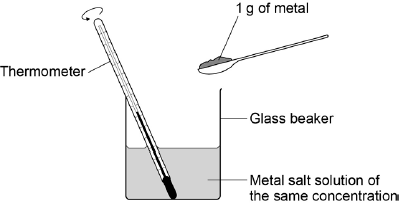 1 g of metal
Thermometer
Glass beaker
Metal salt solution of
the same concentration